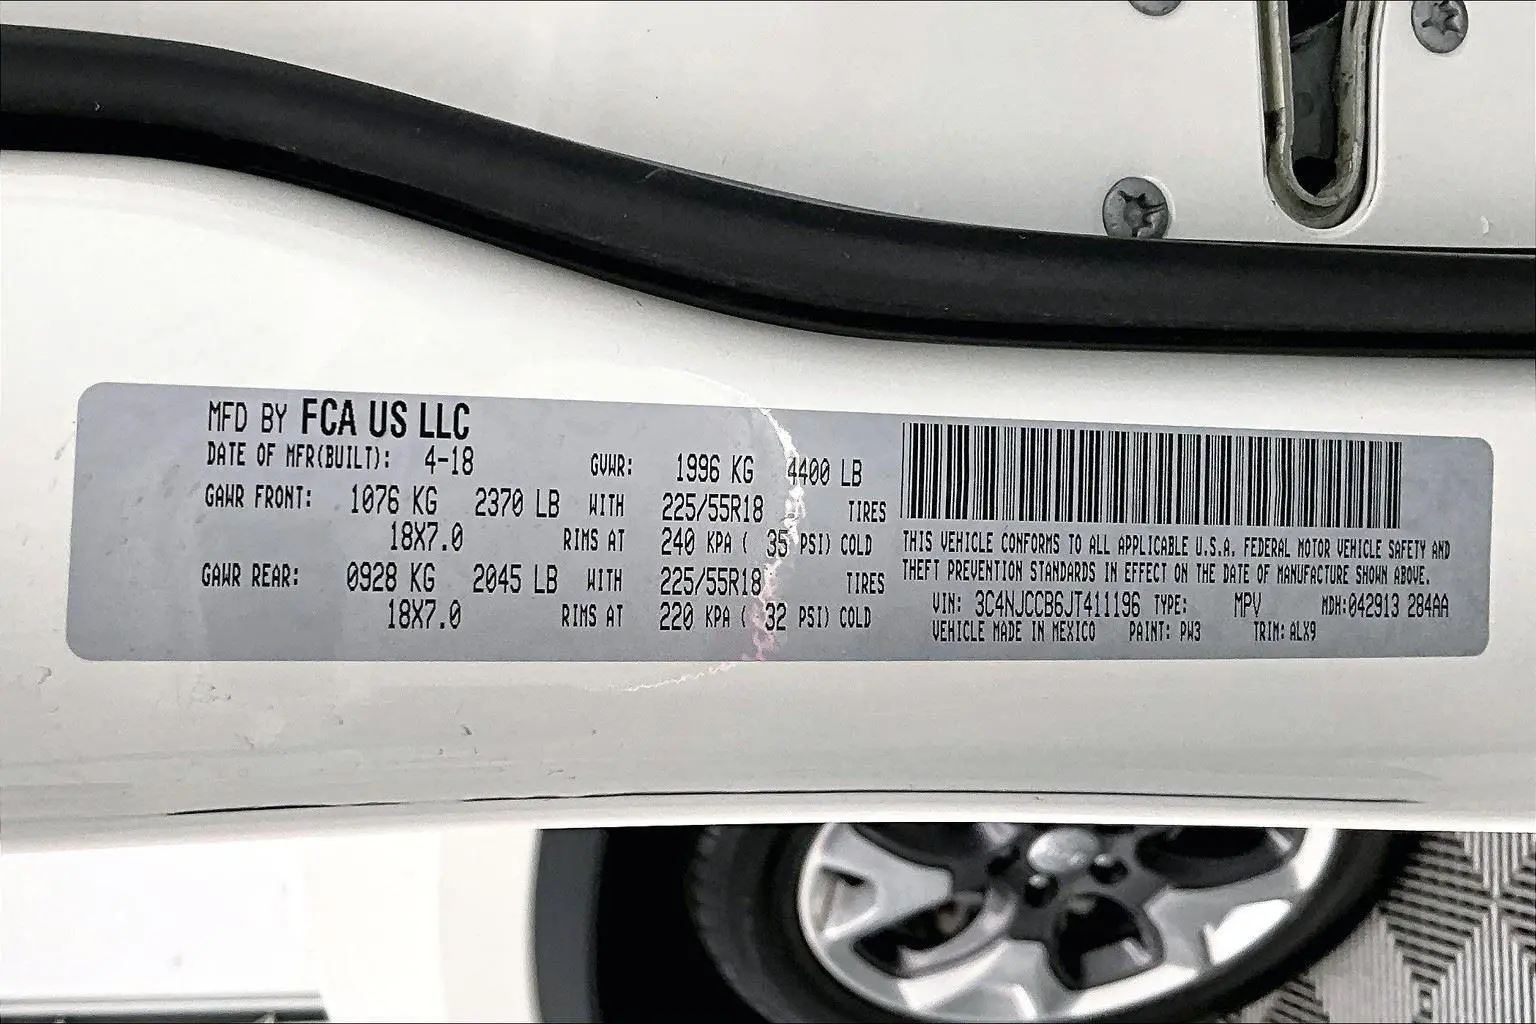 MFD BY FCA US LLC
DATE OF MFR(BUILT): 4-18 GVWR: 1996 KG 4400 LB
GAWR FRONT: 1076 KG 2370 LB WITH 225/55R18 TIRES
18X7.0 RIMS AT 240 KPA ( 35 PSI) COLD
GAWR REAR: 0928 KG 2045 LB WITH 225/55R18 TIRES
18X7.0 RIMS AT 220 KPA ( 32 PSI) COLD
THIS VEHICLE CONFORMS TO ALL APPLICABLE U.S.A. FEDERAL MOTOR VEHICLE SAFETY AND
THEFT PREVENTION STANDARDS IN EFFECT ON THE DATE OF MANUFACTURE SHOWN ABOVE.
VIN: 3C4NJCCB6JT411196 TYPE: MPV MDH:042913 284AA
VEHICLE MADE IN MEXICO PAINT: PW3 TRIM: ALX9